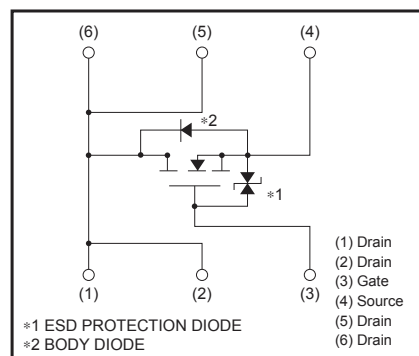 (6) (5) (4)
∗2
∗1
(1) (2) (3)
(1) Drain
(2) Drain
(3) Gate
(4) Source
(5) Drain
(6) Drain
∗1 ESD PROTECTION DIODE
∗2 BODY DIODE